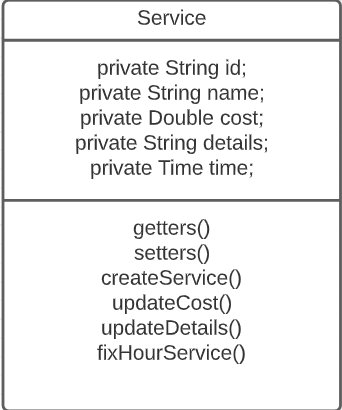 Service
private String id;
private String name;
private Double cost;
private String details;
private Time time;
getters()
setters()
createService()
updateCost()
updateDetails()
fixHourService()